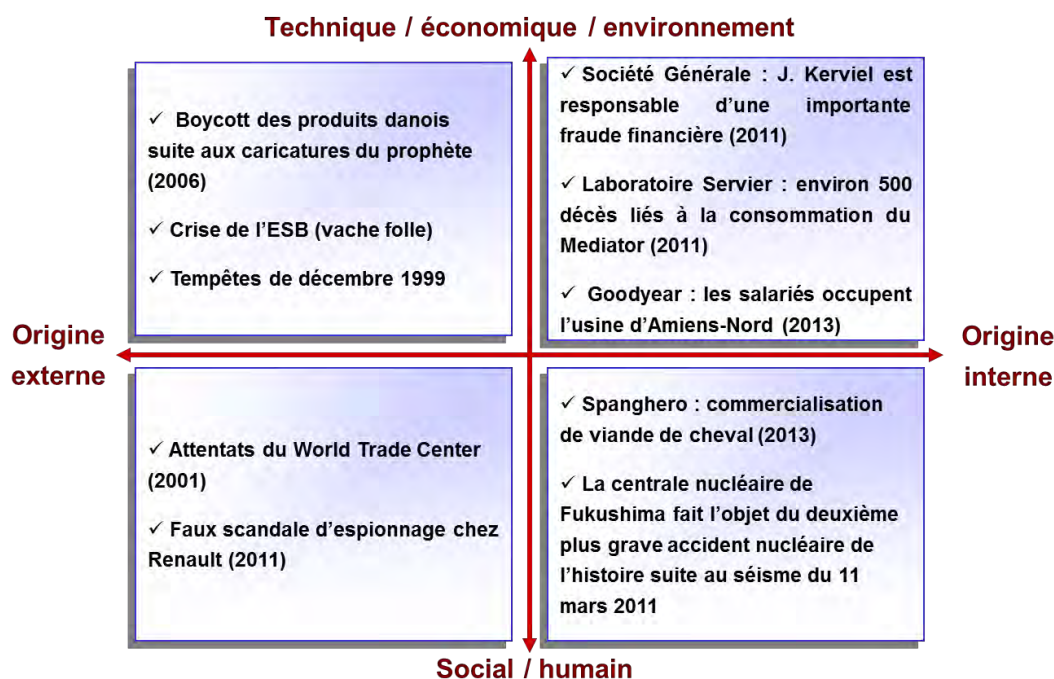 Technique / économique / environnement
✓ Boycott des produits danois
suite aux caricatures du prophète
(2006)
✓ Crise de l'ESB (vache folle)
✓ Tempêtes de décembre 1999
✓ Société Générale : J. Kerviel est
responsable d'une importante
fraude financière (2011)
✓ Laboratoire Servier : environ 500
décès liés à la consommation du
Mediator (2011)
✓ Goodyear : les salariés occupent
l'usine d'Amiens-Nord (2013)
Origine
externe
Origine
interne
✓ Attentats du World Trade Center
(2001)
✓ Faux scandale d'espionnage chez
Renault (2011)
✓ Spanghero : commercialisation
de viande de cheval (2013)
✓ La centrale nucléaire de
Fukushima fait l'objet du deuxième
plus grave accident nucléaire de
l'histoire suite au séisme du 11
mars 2011
Social / humain